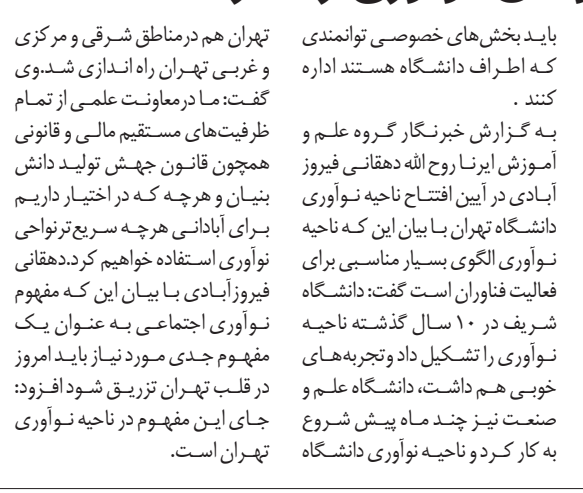 باید بخش‌های خصوصی توانمندی
که اطراف دانشگاه هستند اداره
کنند .
به گزارش خبرنگار گروه علم و
آموزش ایرنا روح الله دهقانی فیروز
آبادی در آیین افتتاح ناحیه نوآوری
دانشگاه تهران با بیان این که ناحیه
نوآوری الگوی بسیار مناسبی برای
فعالیت فناوران است گفت: دانشگاه
شریف در ۱۰ سال گذشته ناحیه
نوآوری را تشکیل داد وتجربه‌های
خوبی هم داشت، دانشگاه علم و
صنعت نیز چند ماه پیش شروع
به کار کرد و ناحیه نوآوری دانشگاه
تهران هم درمناطق شرقی و مرکزی
و غربی تهران راه اندازی شد.وی
گفت: ما درمعاونت علمی از تمام
ظرفیت‌های مستقیم مالی و قانونی
همچون قانون جهش تولید دانش
بنیان و هرچه که در اختیار داریم
برای آبادانی هرچه سریع‌ترنواحی
نوآوری استفاده خواهیم کرد.دهقانی
فیروزآبادی با بیان این که مفهوم
نوآوری اجتماعی به عنوان یک
مفهوم جدی مورد نیاز باید امروز
در قلب تهران تزریق شود افزود:
جای این مفهوم در ناحیه نوآوری
تهران است.